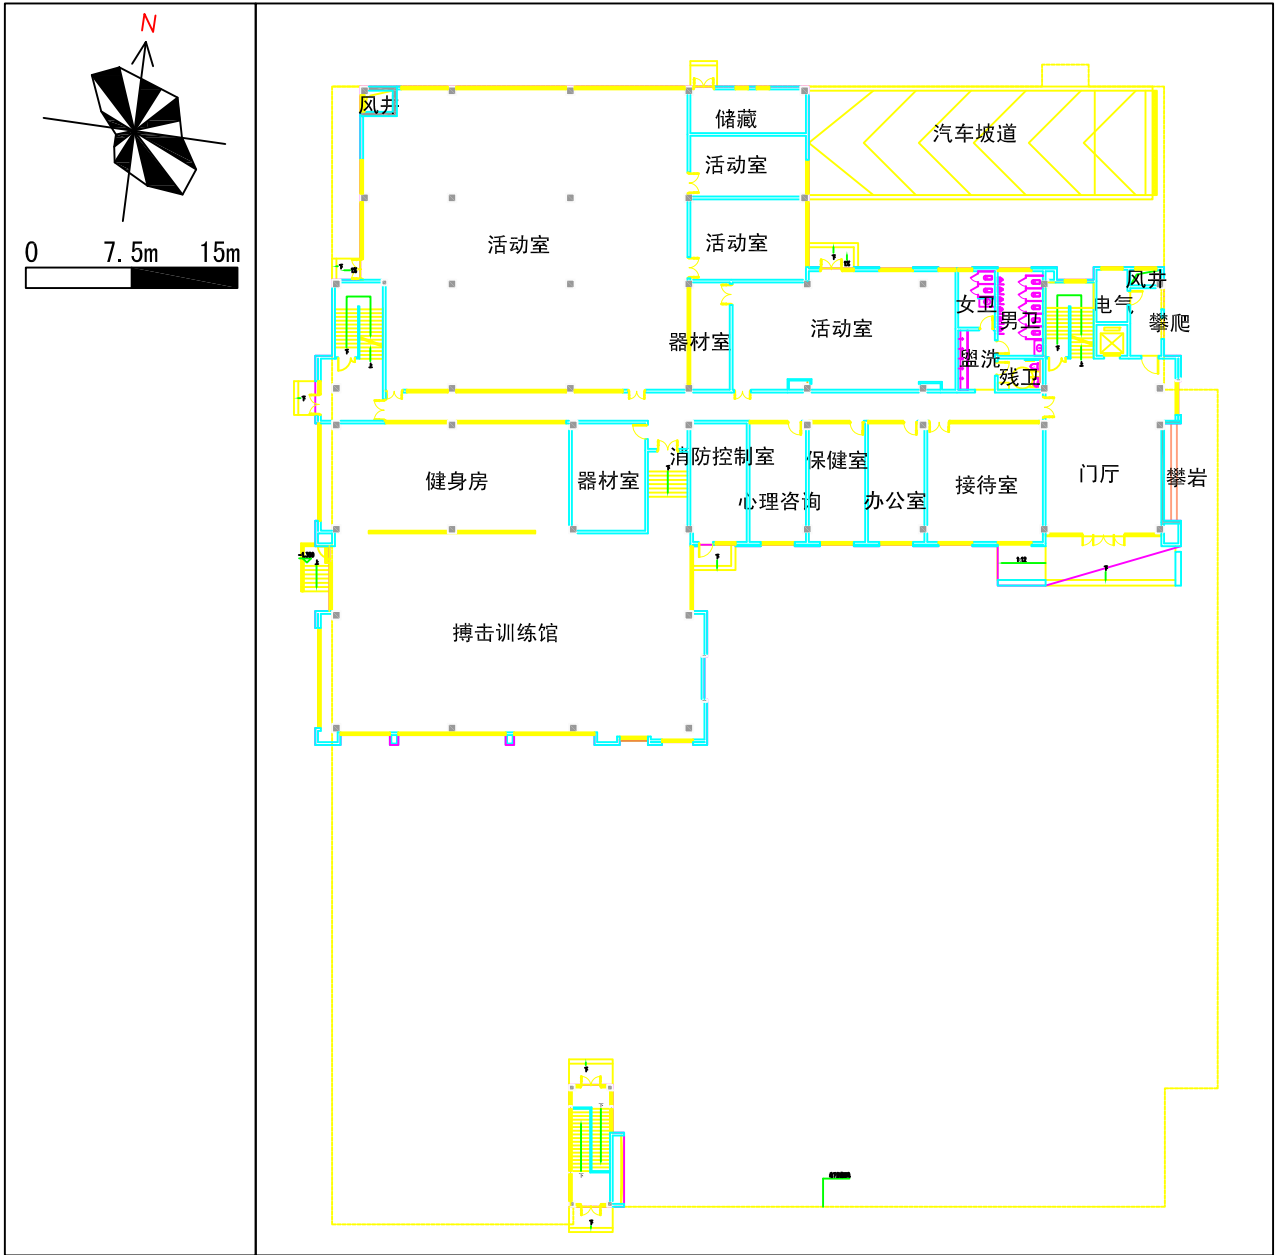 N
0 7.5m 15m
风井
储藏
汽车坡道
活动室
活动室
活动室
风井
女卫
男卫
电气
攀爬
器材室
活动室
盥洗
残卫
消防控制室
保健室
健身房
器材室
心理咨询
办公室
接待室
门厅
攀岩
1:12
搏击训练馆